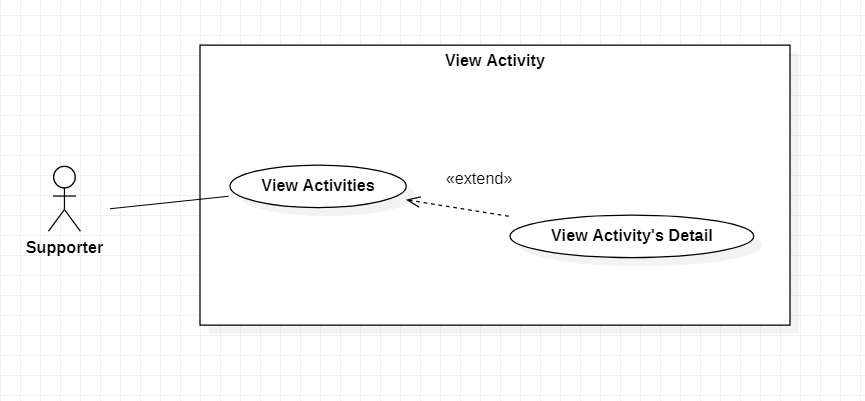 View Activity
View Activities
«extend»
View Activity's Detail
Supporter